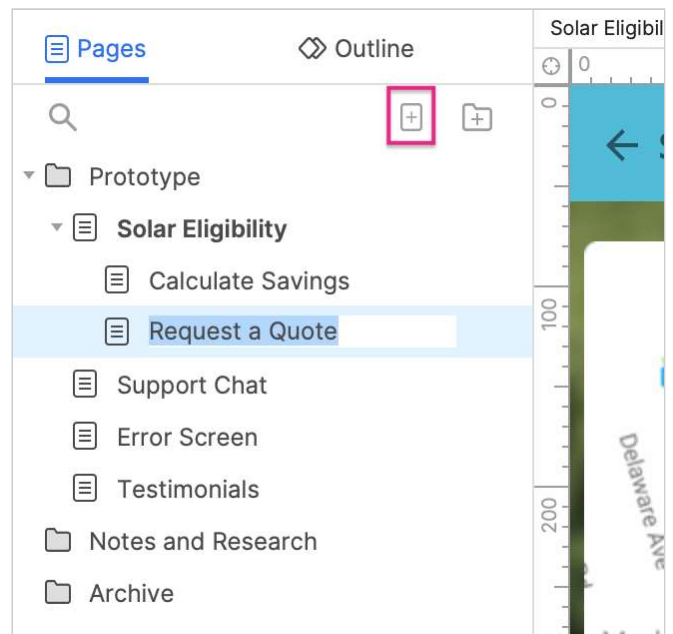 Pages
Outline
Solar Eligibil
0
0
Prototype
Solar Eligibility
Calculate Savings
Request a Quote
100
Support Chat
Error Screen
Testimonials
Delaware Ave
200
Notes and Research
Archive